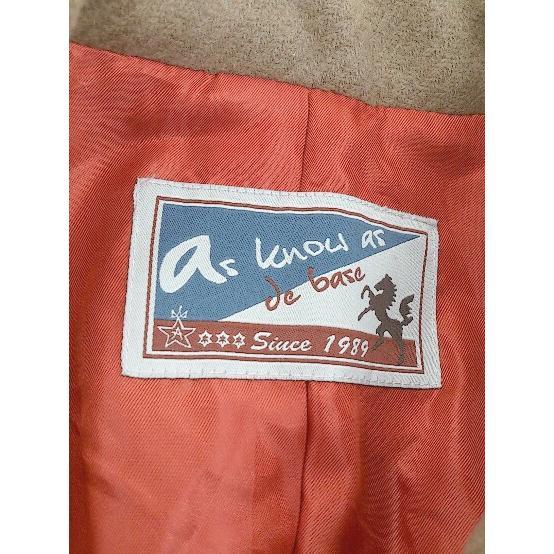 As know as
de base
A Since 1989